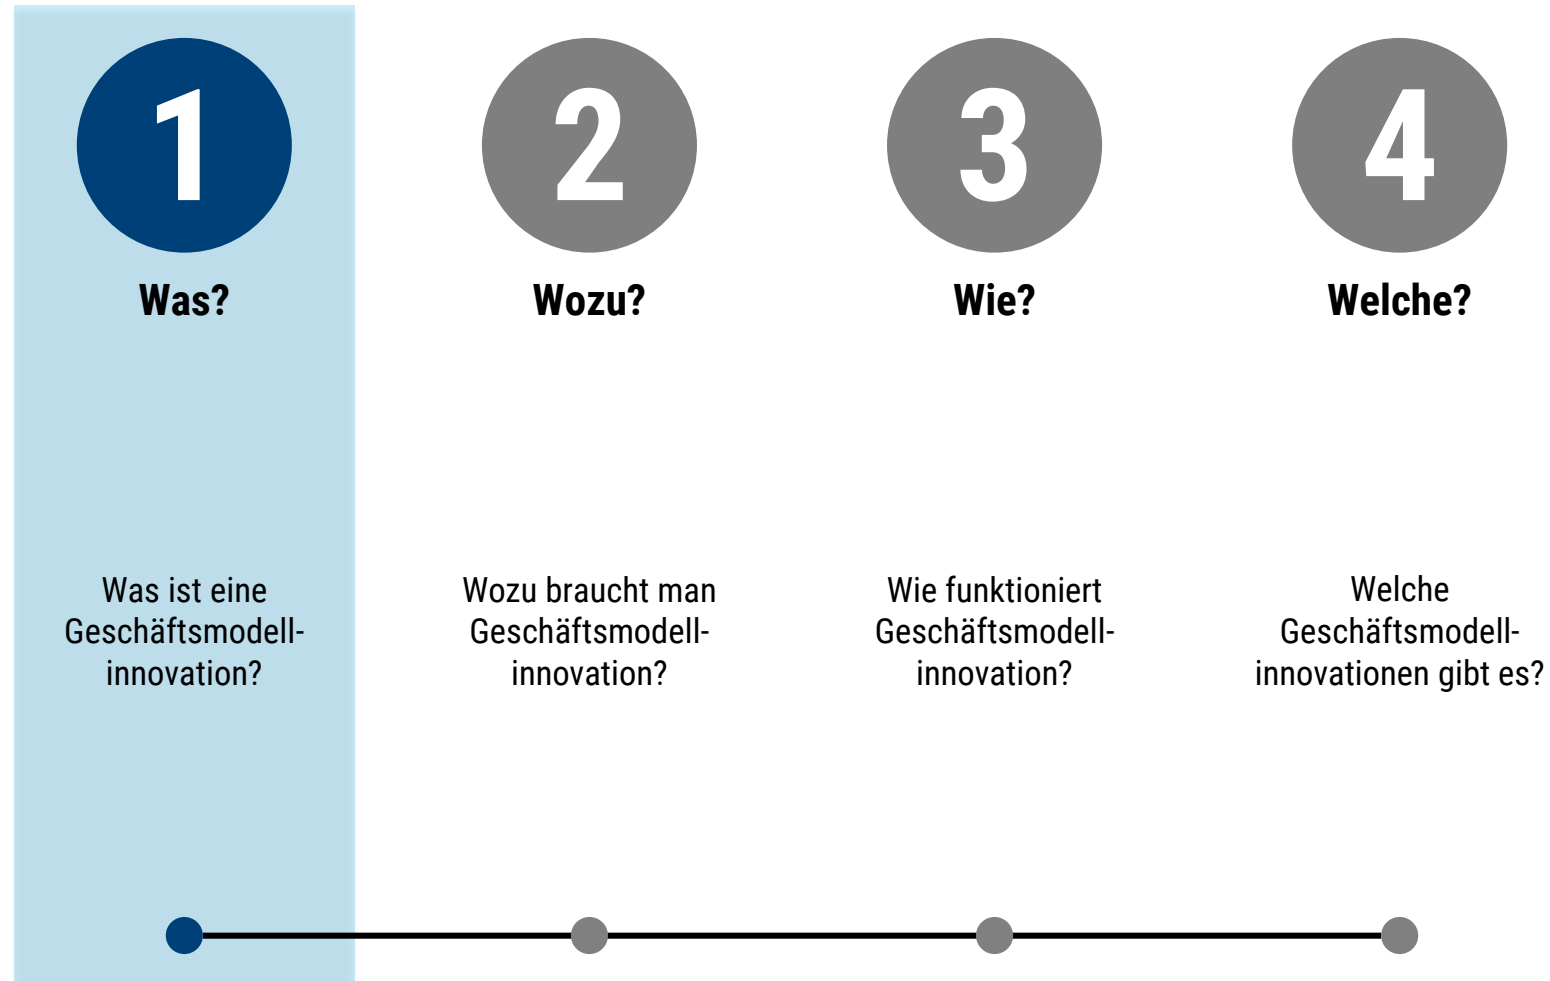 1
Was?
Was ist eine
Geschäftsmodell-
innovation?
2
Wozu?
Wozu braucht man
Geschäftsmodell-
innovation?
3
Wie?
Wie funktioniert
Geschäftsmodell-
innovation?
4
Welche?
Welche
Geschäftsmodell-
innovationen gibt es?